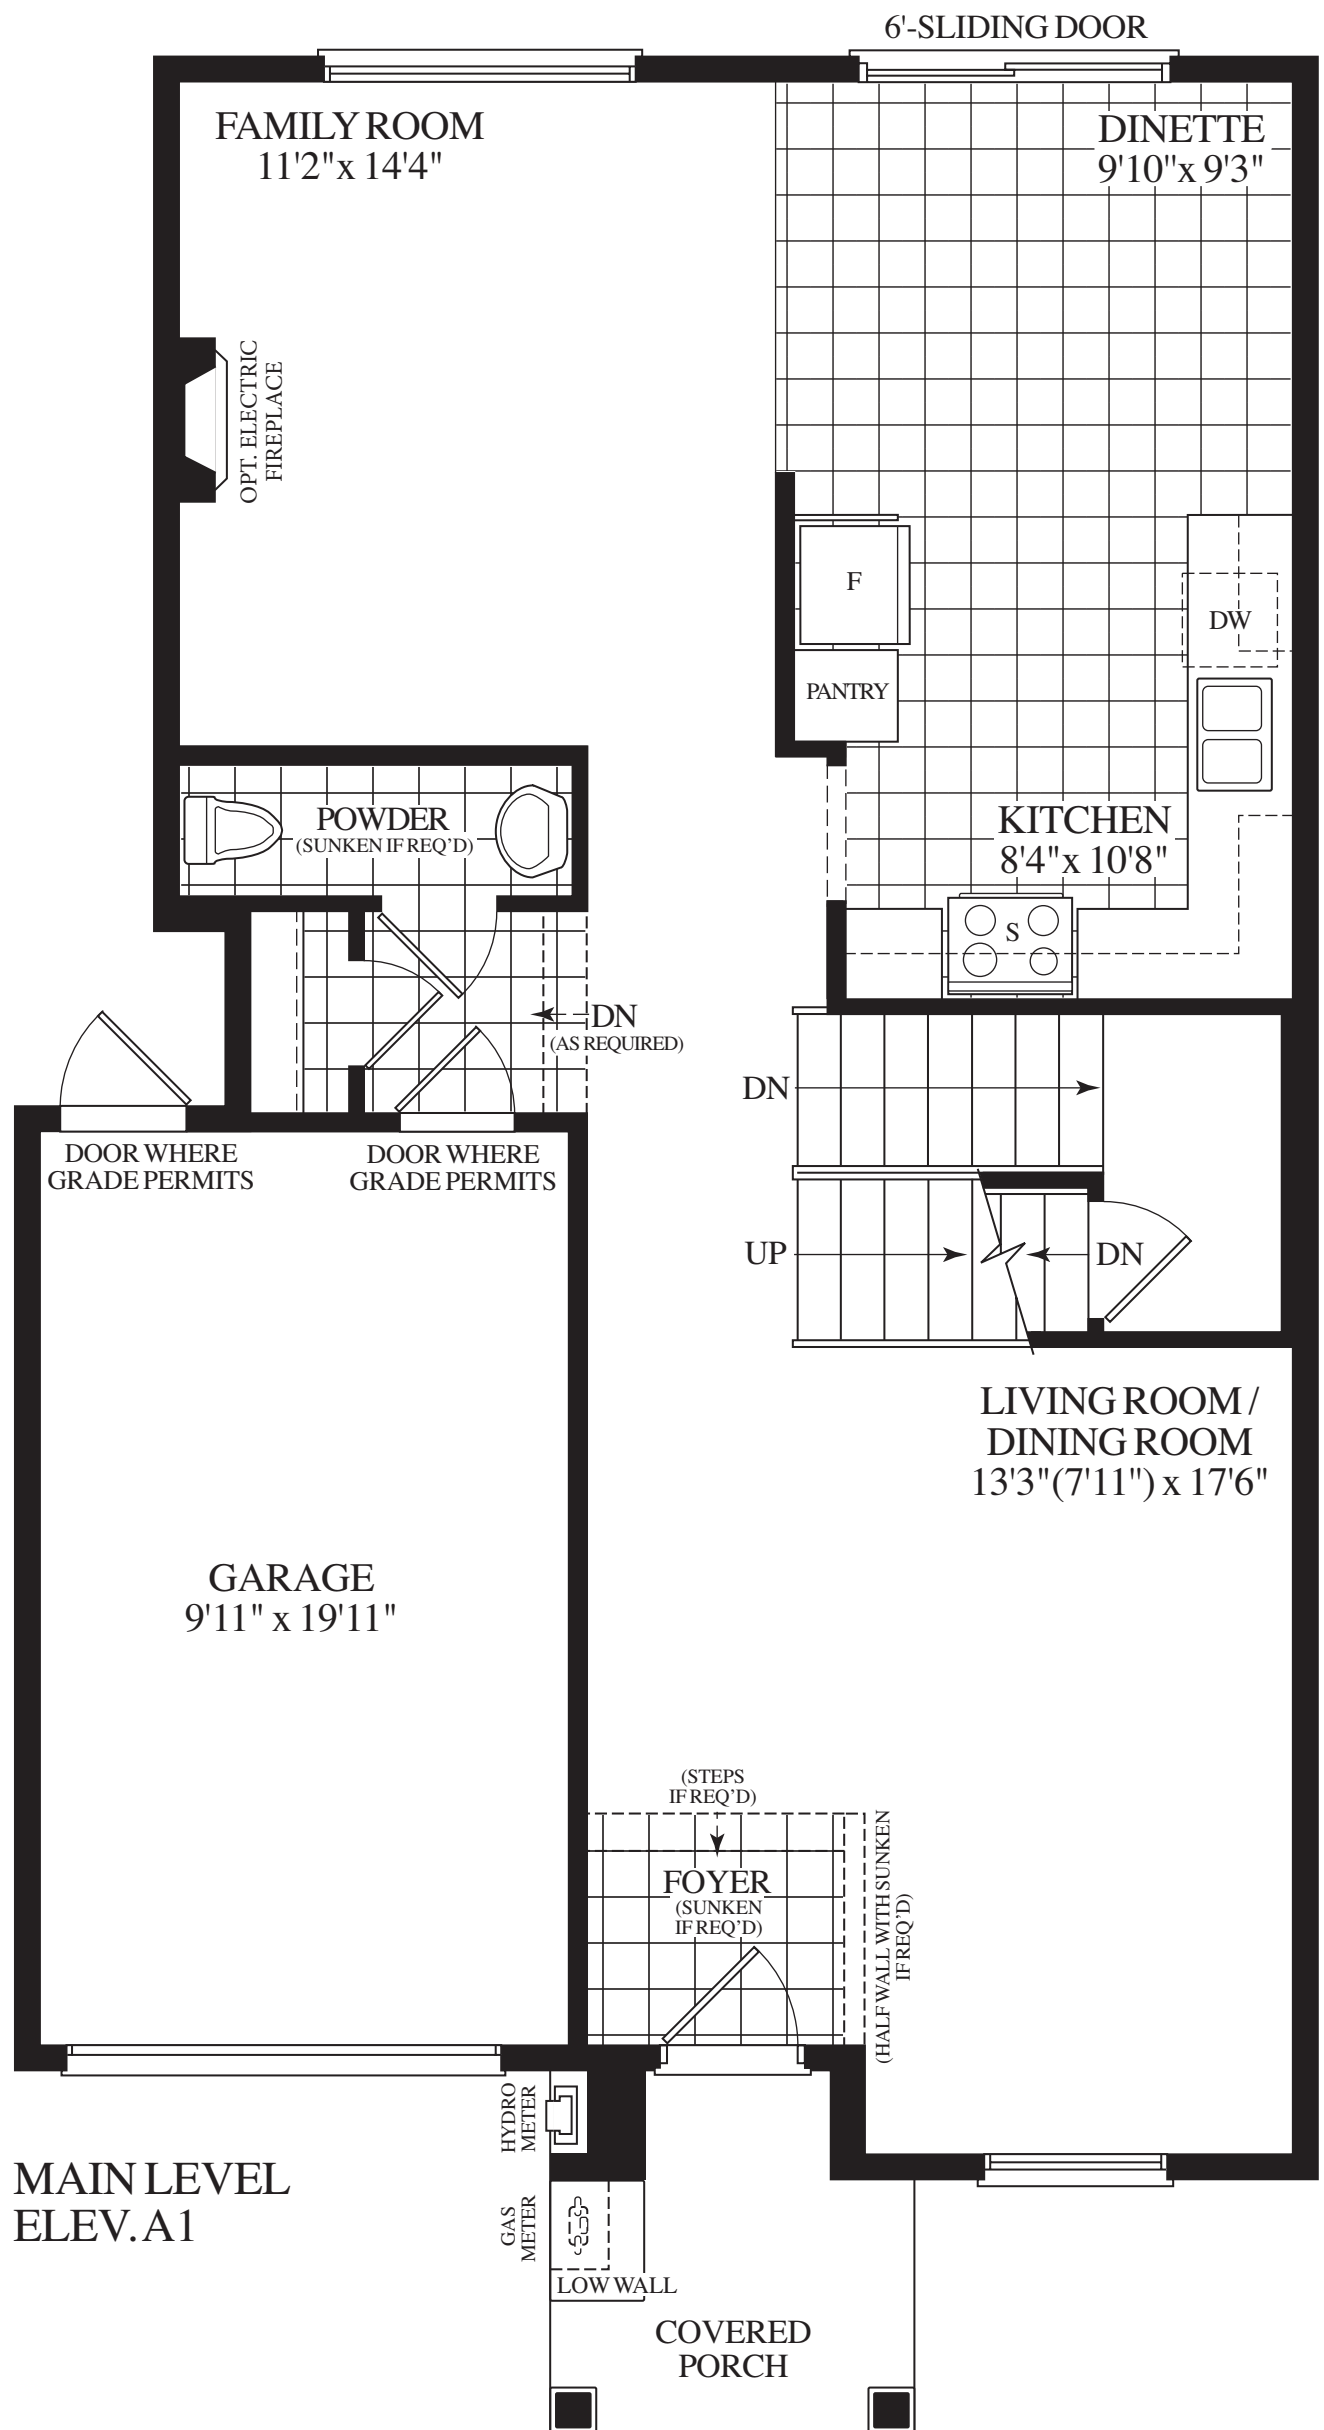 6'-SLIDING DOOR
FAMILY ROOM
11'2"x 14'4"
DINETTE
9'10"x 9'3"
OPT. ELECTRIC
FIREPLACE
F
DW
PANTRY
POWDER
(SUNKEN IF REQ'D)
KITCHEN
8'4"x 10'8"
S
DN
(AS REQUIRED)
DN
DOOR WHERE
GRADE PERMITS
DOOR WHERE
GRADE PERMITS
UP
DN
LIVING ROOM /
DINING ROOM
13'3"(7'11") x 17'6"
GARAGE
9'11" x 19'11"
(STEPS
IF REQ'D)
FOYER
(SUNKEN
IF REQ'D)
(HALF WALL WITH SUNKEN
IF REQ'D)
HYDRO
METER
MAIN LEVEL
ELEV. A1
GAS
METER
LOW WALL
COVERED
PORCH